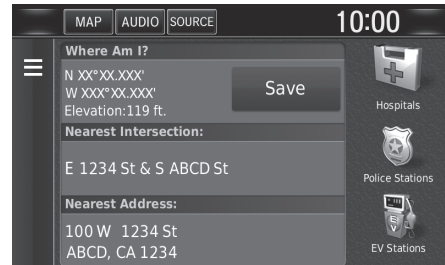 MAP AUDIO SOURCE 10:00
Where Am I?
N XX°XX.XXX'
W XXX°XX.XXX'
Elevation:119 ft.
Save
Nearest Intersection:
E 1234 St & S ABCD St
Nearest Address:
100 W 1234 St
ABCD, CA 1234
Hospitals
Police Stations
EV
EV Stations